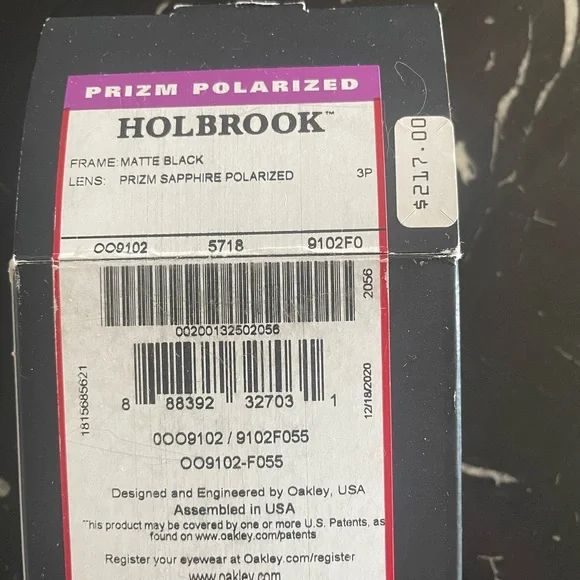 PRIZM POLARIZED
HOLBROOK™
FRAME: MATTE BLACK
LENS: PRIZM SAPPHIRE POLARIZED 3P
$217.00
OO9102 5718 9102F0
2056
00200132502056
1815685621
8 88392 32703 1
12/18/2020
0OO9102 / 9102F055
OO9102-F055
Designed and Engineered by Oakley, USA
Assembled in USA
This product may be covered by one or more U.S. Patents, as
found on www.oakley.com/patents
Register your eyewear at Oakley.com/register
www.oakley.com